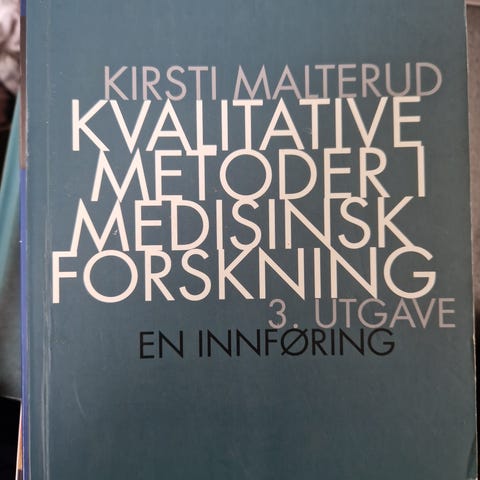 KIRSTI MALTERUD
KVALITATIVE
METODER I
MEDISINSK
FORSKNING
3. UTGAVE
EN INNFØRING